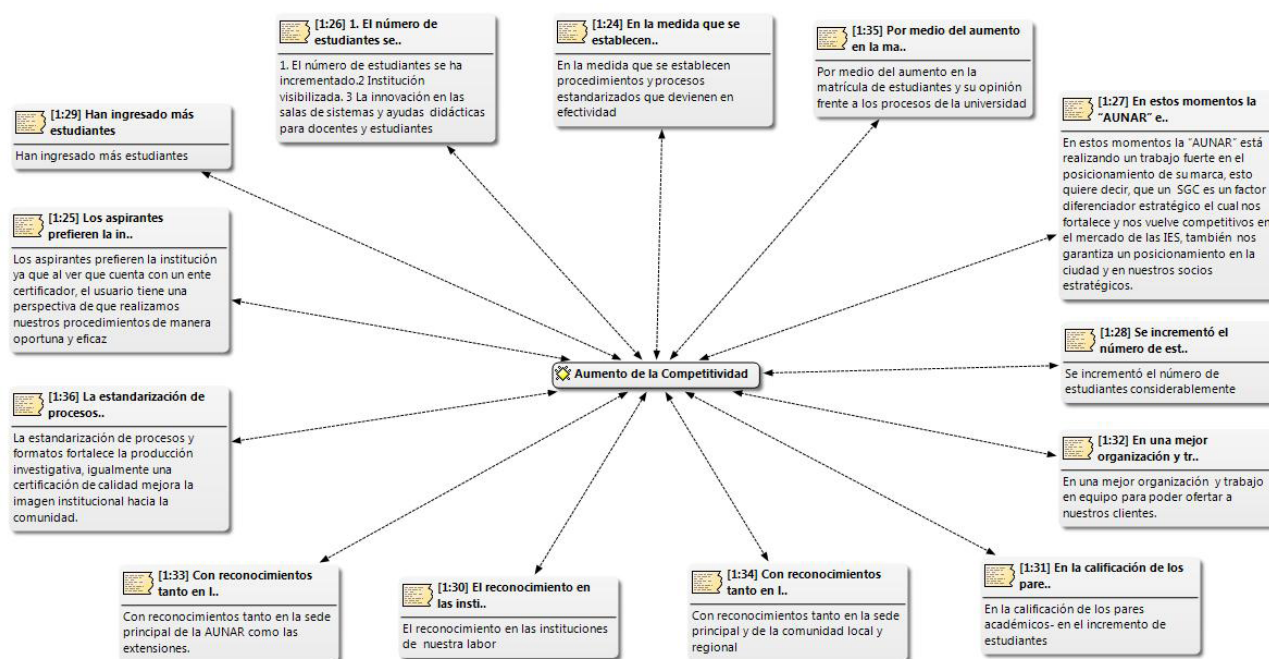 [1:26] 1. El número de
estudiantes se..
1. El número de estudiantes se ha
incrementado.2 Institución
visibilizada. 3 La innovación en las
salas de sistemas y ayudas didácticas
para docentes y estudiantes
[1:24] En la medida que se
establecen..
En la medida que se establecen
procedimientos y procesos
estandarizados que devienen en
efectividad
[1:35] Por medio del aumento
en la ma..
Por medio del aumento en la
matrícula de estudiantes y su opinión
frente a los procesos de la universidad
[1:29] Han ingresado más
estudiantes
Han ingresado más estudiantes
[1:27] En estos momentos la
"AUNAR" e..
En estos momentos la "AUNAR" está
realizando un trabajo fuerte en el
posicionamiento de su marca, esto
quiere decir, que un SGC es un factor
diferenciador estratégico el cual nos
fortalece y nos vuelve competitivos en
el mercado de las IES, también nos
garantiza un posicionamiento en la
ciudad y en nuestros socios
estratégicos.
[1:25] Los aspirantes
prefieren la in..
Los aspirantes prefieren la institución
ya que al ver que cuenta con un ente
certificador, el usuario tiene una
perspectiva de que realizamos
nuestros procedimientos de manera
oportuna y eficaz
Aumento de la Competitividad
[1:28] Se incrementó el
número de est..
Se incrementó el número de
estudiantes considerablemente
[1:36] La estandarización de
procesos..
La estandarización de procesos y
formatos fortalece la producción
investigativa, igualmente una
certificación de calidad mejora la
imagen institucional hacia la
comunidad.
[1:32] En una mejor
organización y tr..
En una mejor organización y trabajo
en equipo para poder ofertar a
nuestros clientes.
[1:33] Con reconocimientos
tanto en l..
Con reconocimientos tanto en la sede
principal de la AUNAR como las
extensiones.
[1:30] El reconocimiento en
las insti..
El reconocimiento en las instituciones
de nuestra labor
[1:34] Con reconocimientos
tanto en l..
Con reconocimientos tanto en la sede
principal y de la comunidad local y
regional
[1:31] En la calificación de los
pare..
En la calificación de los pares
académicos- en el incremento de
estudiantes